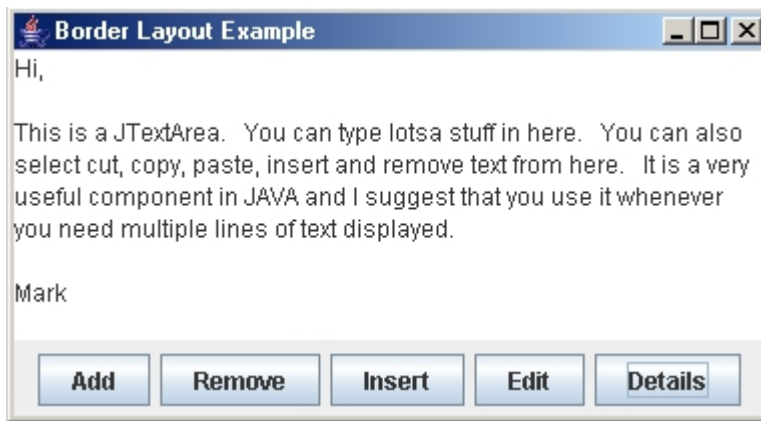 Border Layout Example
Hi,
This is a JTextArea. You can type lotsa stuff in here. You can also
select cut, copy, paste, insert and remove text from here. It is a very
useful component in JAVA and I suggest that you use it whenever
you need multiple lines of text displayed.
Mark
Add Remove Insert Edit Details